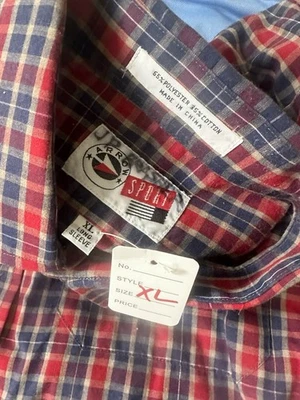 65%POLYESTER 35%COTTON
MADE IN CHINA
ARROW
SPORT
XL
LONG
SLEEVE
No.
STYLE
SIZE XL
PRICE